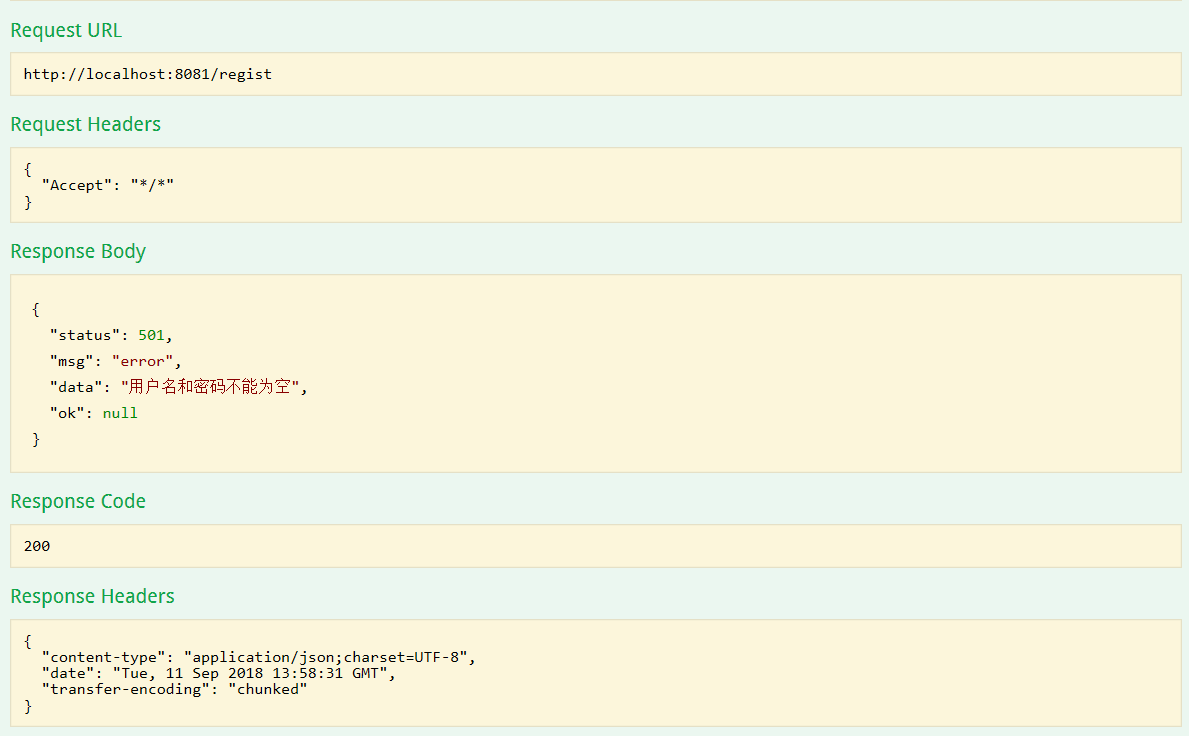 Request URL
http://localhost:8081/regist
Request Headers
{
"Accept": "*/*"
}
Response Body
{
"status": 501,
"msg": "error",
"data": "用户名和密码不能为空",
"ok": null
}
Response Code
200
Response Headers
{
"content-type": "application/json;charset=UTF-8",
"date": "Tue, 11 Sep 2018 13:58:31 GMT",
"transfer-encoding": "chunked"
}